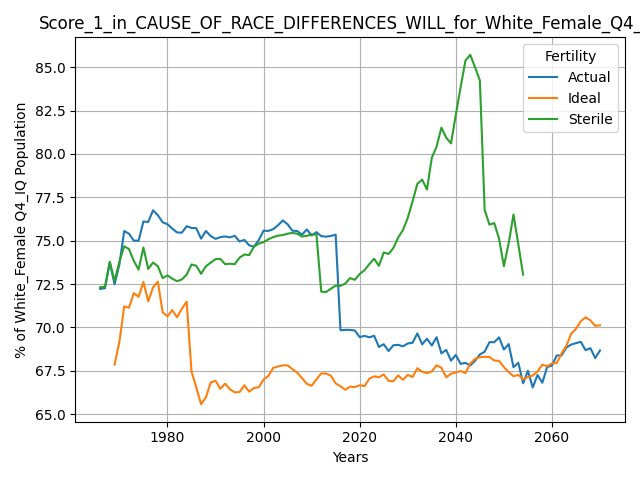 Score_1_in_CAUSE_OF_RACE_DIFFERENCES_WILL_for_White_Female_Q4_
Fertility
Actual
Ideal
Sterile
85.0
82.5
80.0
77.5
75.0
72.5
70.0
67.5
65.0
% of White_Female Q4_IQ Population
1980
2000
2020
2040
2060
Years